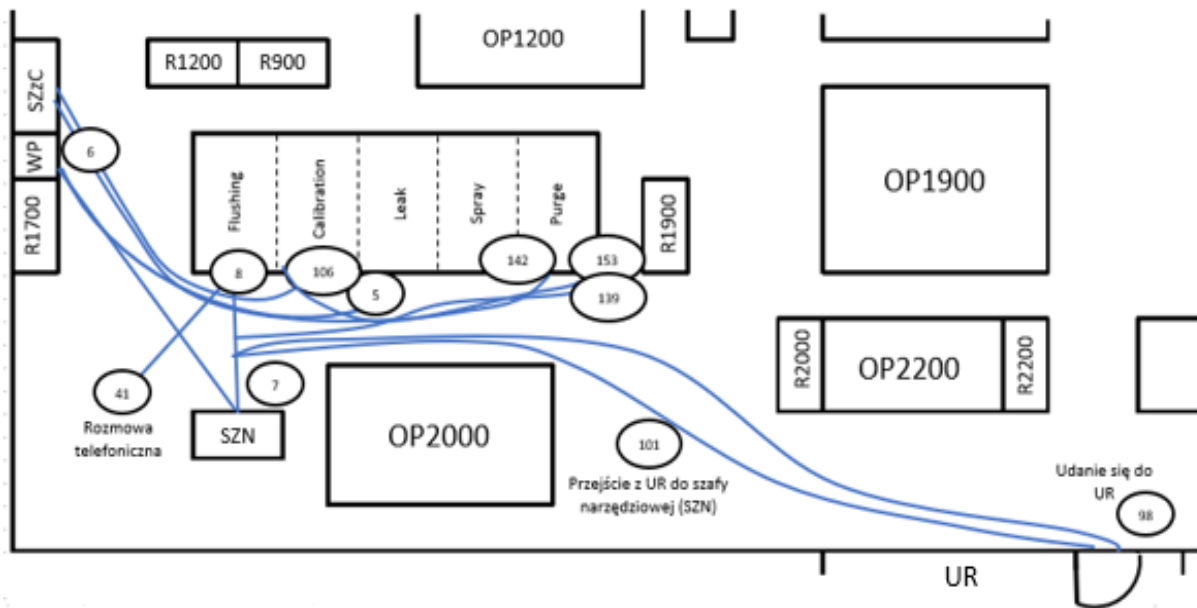 OP1200
R1200
R900
SZzC
WP
R1700
6
Flushing
Calibration
Leak
Spray
Purge
R1900
OP1900
8
106
5
142
153
139
R2000
OP2200
R2200
7
41
Rozmowa
telefoniczna
SZN
OP2000
101
Przejście z UR do szafy
narzędziowej (SZN)
Udanie się do
UR
98
UR